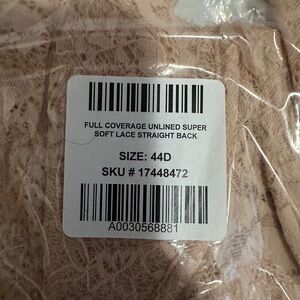 FULL COVERAGE UNLINED SUPER
SOFT LACE STRAIGHT BACK
SIZE: 44D
SKU # 17448472
A0030568881